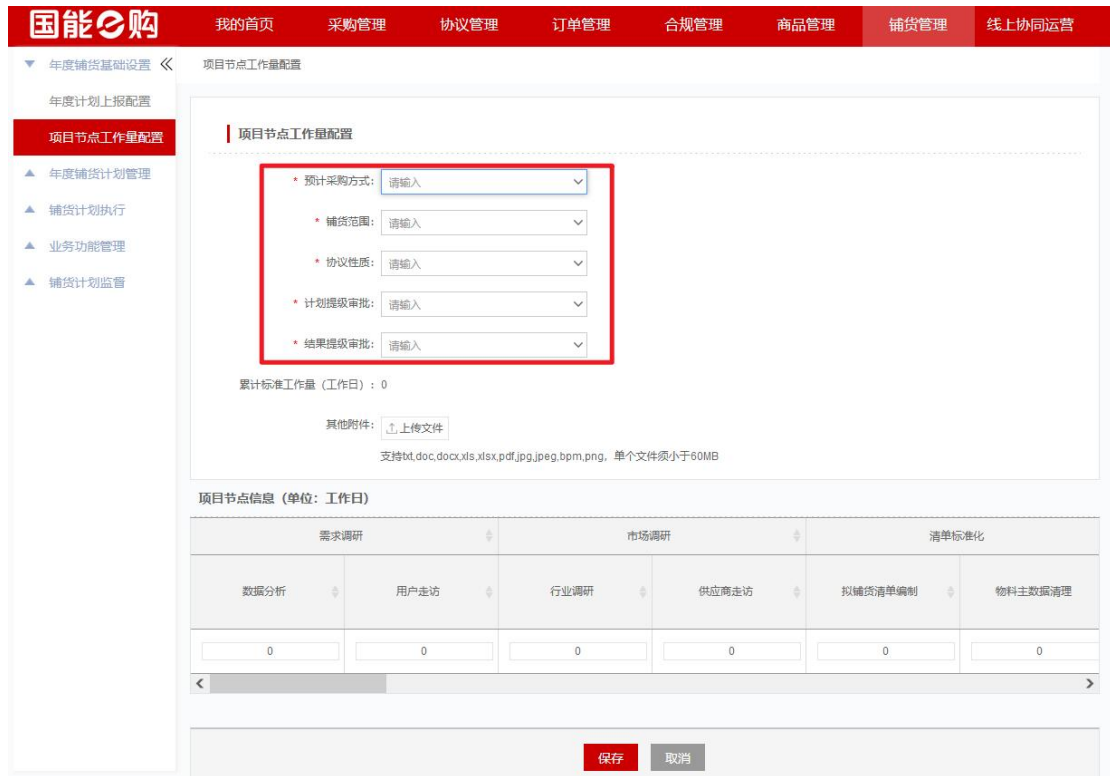 国能e购 我的首页 采购管理 协议管理 订单管理 合规管理 商品管理 铺货管理 线上协同运营
年度铺货基础设置
年度计划上报配置
项目节点工作量配置
年度铺货计划管理
铺货计划执行
业务功能管理
铺货计划监督
项目节点工作量配置
项目节点工作量配置
* 预计采购方式: 请输入
* 铺货范围: 请输入
* 协议性质: 请输入
* 计划提级审批: 请输入
* 结果提级审批: 请输入
累计标准工作量（工作日）: 0
其他附件: 上传文件
支持txt,doc,docx,xls,xlsx,pdf,jpg,jpeg,bpm,png, 单个文件须小于60MB
项目节点信息（单位：工作日）
需求调研 市场调研 清单标准化
数据分析 用户走访 行业调研 供应商走访 拟铺货清单编制 物料主数据清理
0 0 0 0 0 0
保存 取消